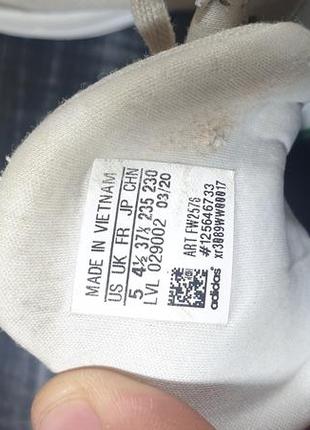 MADE IN VIETNAM
US UK FR JP CHN
5 4½ 37⅓ 235 230
LVL 029002 03/20
ART FW2576
#125646733
xr3089WW00017
adidas